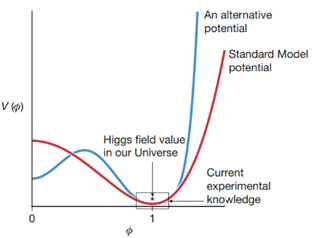 An alternative
potential
Standard Model
potential
V (ϕ)
Higgs field value
in our Universe
Current
experimental
knowledge
0
1
ϕ